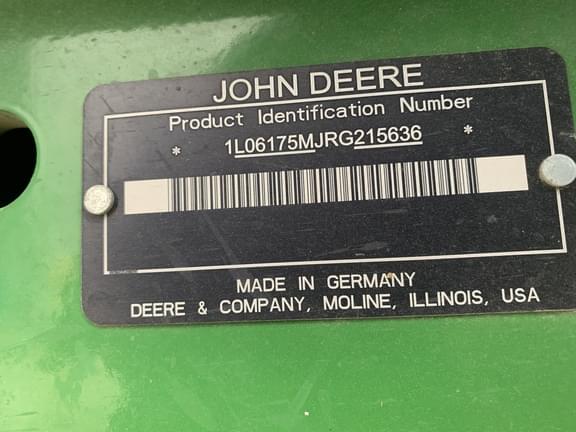 JOHN DEERE
Product Identification Number
* 1L06175MJRG215636 *
MADE IN GERMANY
DEERE & COMPANY, MOLINE, ILLINOIS, USA